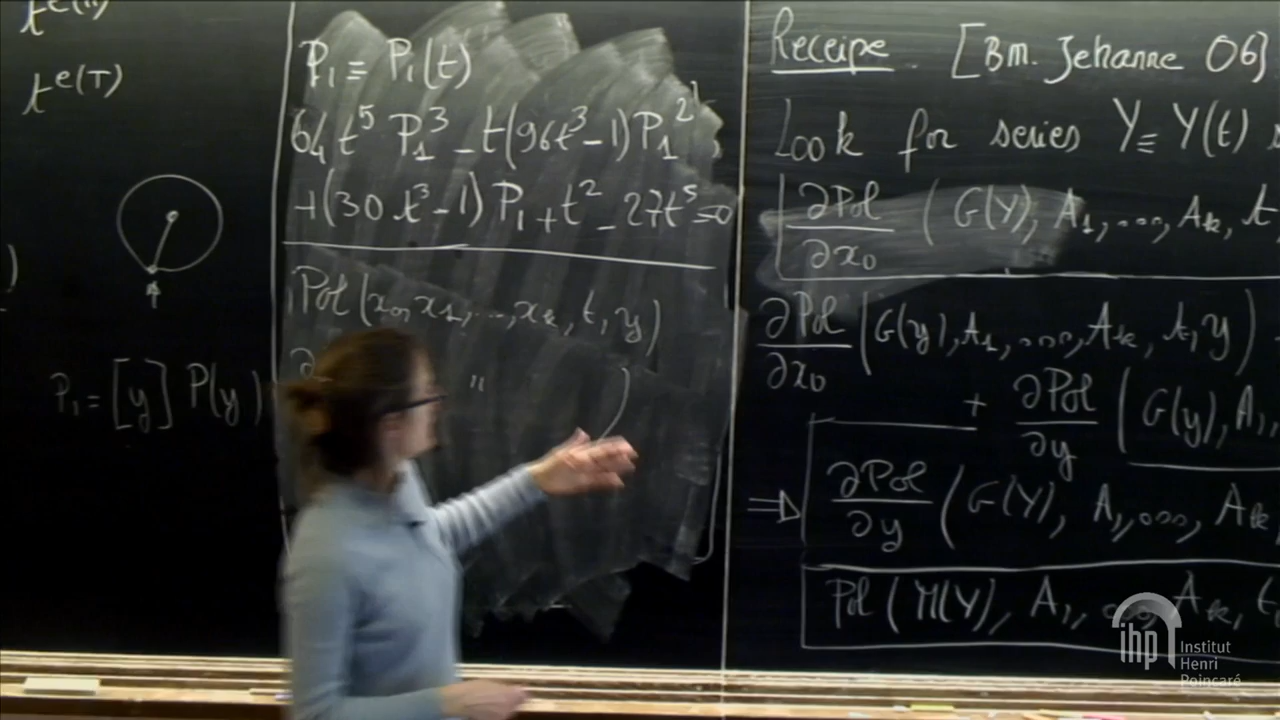 t^{e(T)}
P_1 = [y] P(y)
P_1 ≡ P_1(t)
64 t^5 P_1^3 - t(96t^3 - 1) P_1^2
+(30 t^3 - 1) P_1 + t^2 - 27t^5 = 0
Pol(x_0, x_1, ..., x_k, t, y)
∂ " )
Receipe [Bm. Jehanne 06]
Look for series Y ≡ Y(t)
∂Pol/∂x_0 (G(Y), A_1, ..., A_k, t,
∂Pol/∂x_0 (G(y), A_1, ..., A_k, t, y)
+ ∂Pol/∂y (G(y), A_1,
⇒ ∂Pol/∂y (G(Y), A_1, ..., A_k
Pol (M(Y), A_1, ..., A_k, t
ihp Institut
Henri
Poincaré